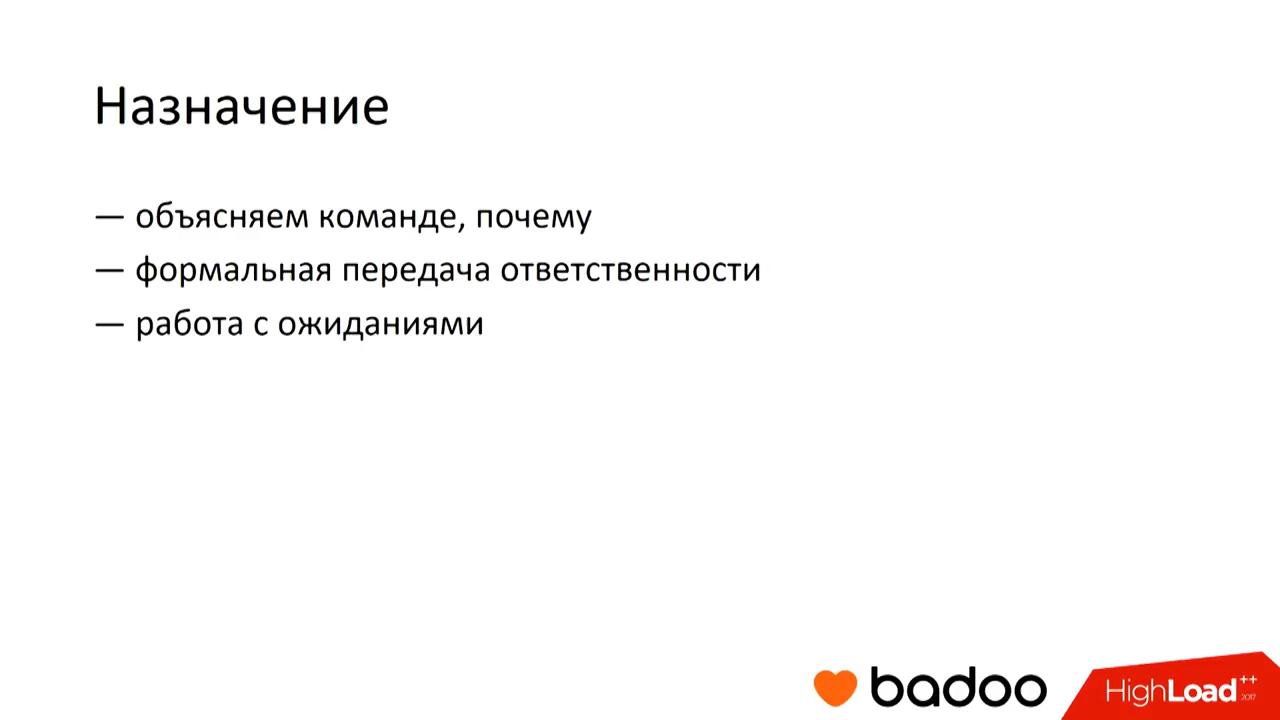 Назначение
— объясняем команде, почему
— формальная передача ответственности
— работа с ожиданиями
badoo
HighLoad++
2017